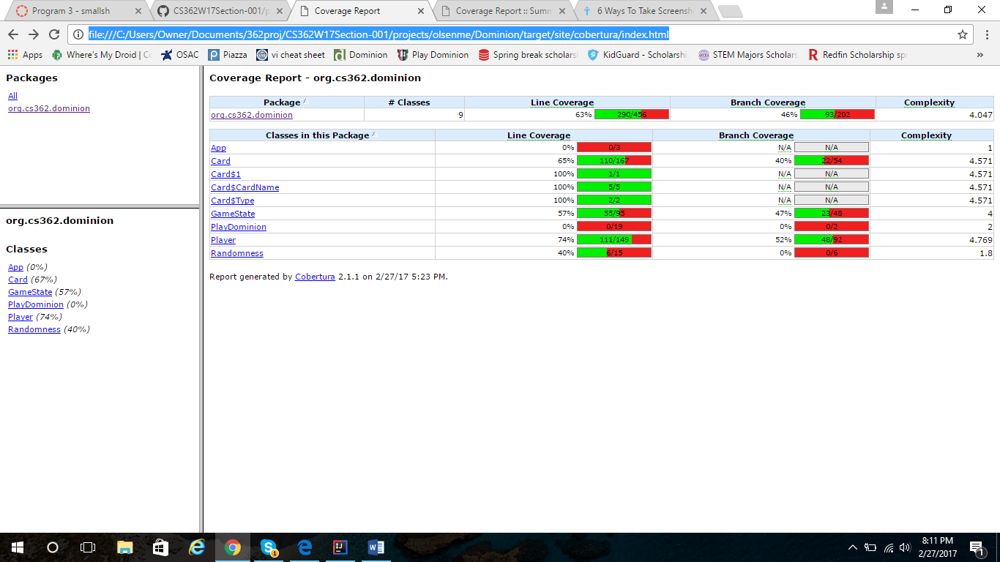 Program 3 - smallsh
CS362W17Section-001/p
Coverage Report
Coverage Report :: Summ
6 Ways To Take Screensh
file:///C:/Users/Owner/Documents/362proj/CS362W17Section-001/projects/olsenme/Dominion/target/site/cobertura/index.html
Apps Where's My Droid | Co OSAC Piazza vi cheat sheet Dominion Play Dominion Spring break scholars KidGuard - Scholarshi STEM Majors Scholars Redfin Scholarship spr »
Packages
All
org.cs362.dominion
org.cs362.dominion
Classes
App (0%)
Card (67%)
GameState (57%)
PlayDominion (0%)
Player (74%)
Randomness (40%)
Coverage Report - org.cs362.dominion
Package # Classes Line Coverage Branch Coverage Complexity
org.cs362.dominion 9 63% 290/456 46% 93/202 4.047
Classes in this Package Line Coverage Branch Coverage Complexity
App 0% 0/3 N/A N/A 1
Card 65% 110/167 40% 22/54 4.571
Card$1 100% 1/1 N/A N/A 4.571
Card$CardName 100% 5/5 N/A N/A 4.571
Card$Type 100% 2/2 N/A N/A 4.571
GameState 57% 55/95 47% 23/48 4
PlayDominion 0% 0/19 0% 0/2 2
Player 74% 111/149 52% 48/92 4.769
Randomness 40% 6/15 0% 0/6 1.8
Report generated by Cobertura 2.1.1 on 2/27/17 5:23 PM.
8:11 PM
2/27/2017
1